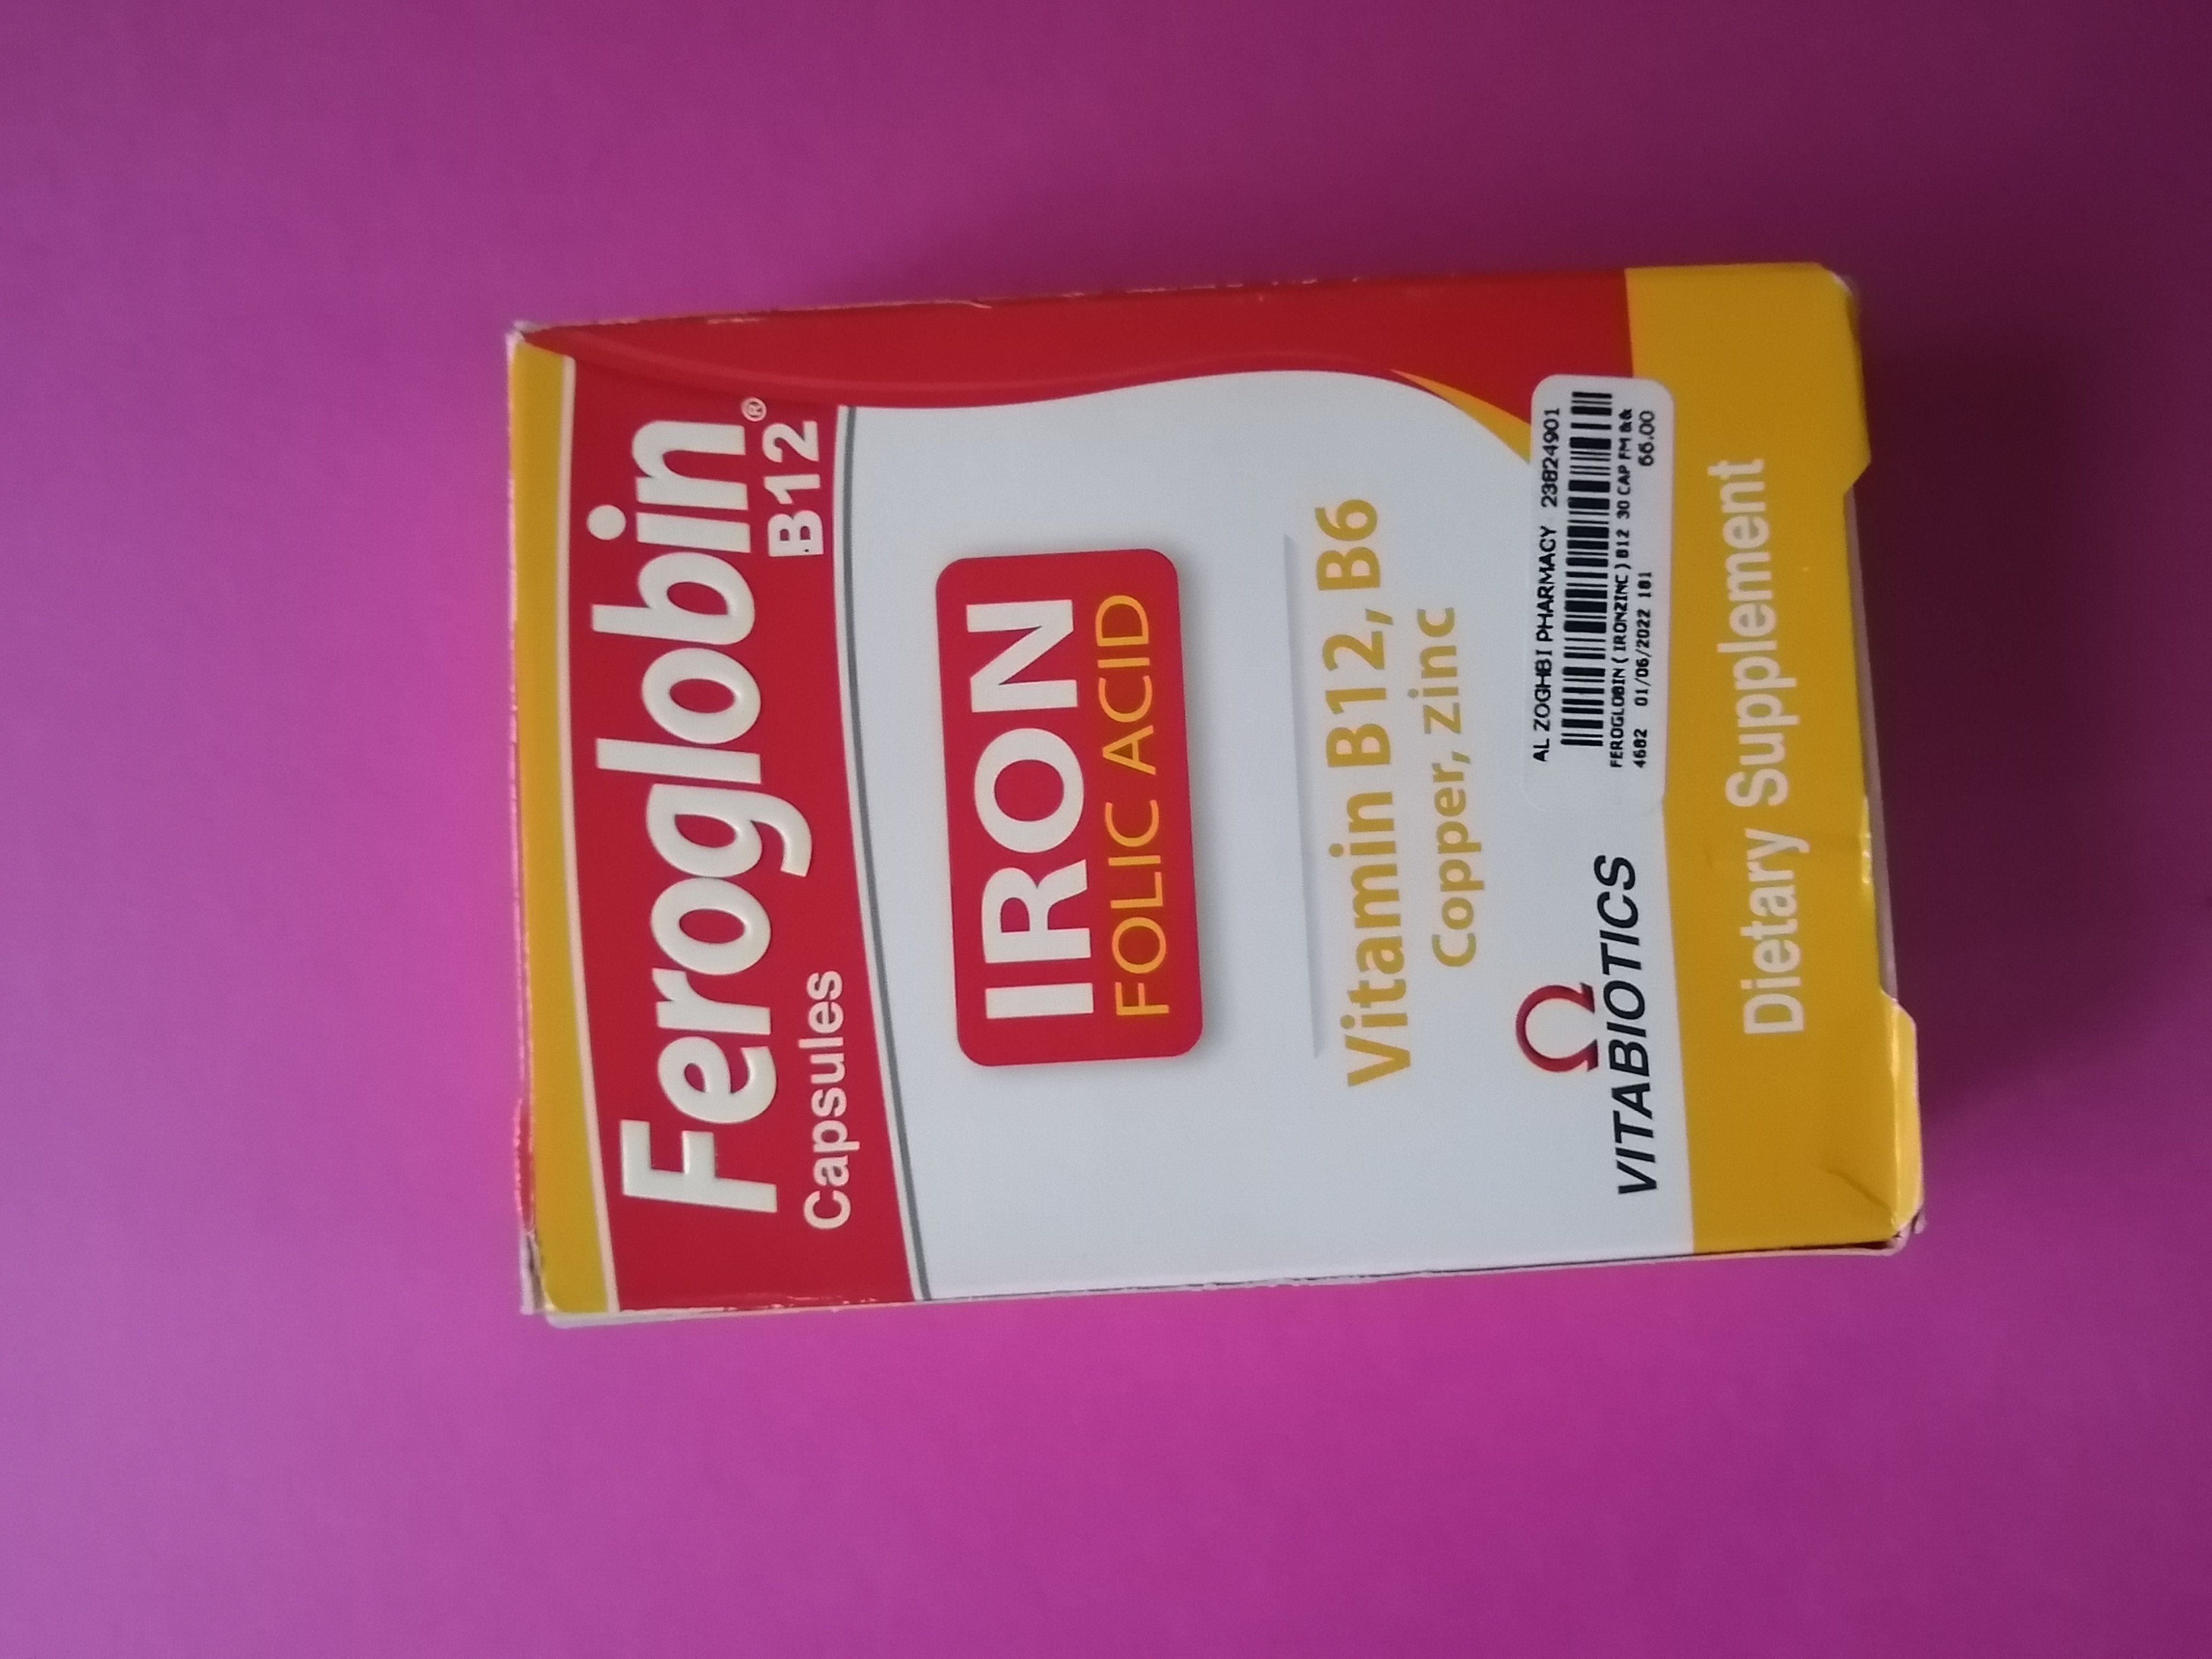 Feroglobin®
Capsules B12
IRON
FOLIC ACID
Vitamin B12, B6
Copper, zinc
AL ZOGHBI PHARMACY 23824901
FEROGLOBIN ( IRONZINC ) B12 30 CAP FM &&
4682 01/06/2022 181 66.00
VITABIOTICS
Dietary Supplement